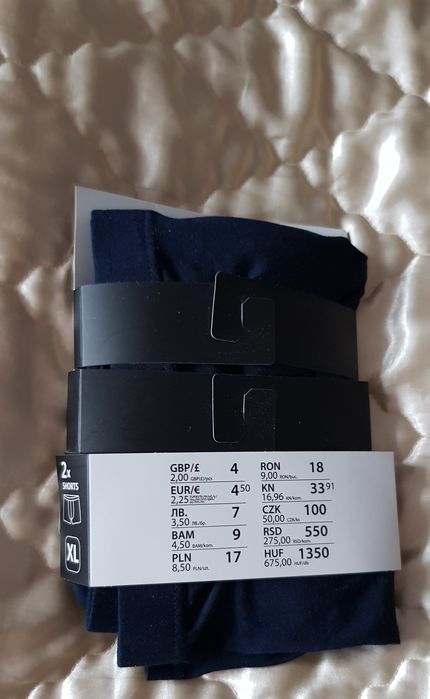 2x
SHORTS
XL
GBP/£ 4
2,00 GBP(£)/pcs
EUR/€ 4 50
2,25
ЛВ. 7
3,50 ЛВ./бр.
BAM 9
4,50 BAM/kom.
PLN 17
8,50 PLN/szt.
RON 18
9,00 RON/buc.
KN 33 91
16,96 KN/kom.
CZK 100
50,00 CZK/ks
RSD 550
275,00 RSD/kom.
HUF 1350
675,00 HUF/db